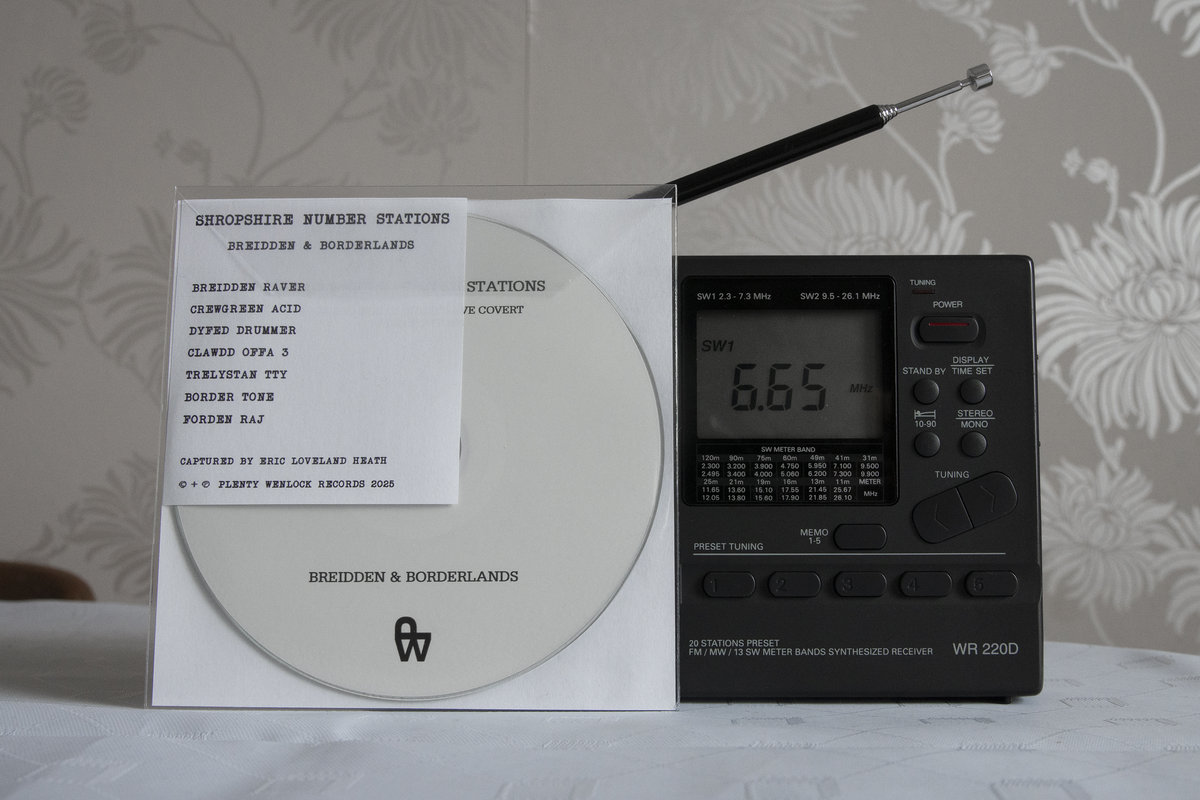 SHROPSHIRE NUMBER STATIONS
BREIDDEN & BORDERLANDS
BREIDDEN RAVER
CREWGREEN ACID
DYFED DRUMMER
CLAWDD OFFA 3
TRELYSTAN TTY
BORDER TONE
FORDEN RAJ
CAPTURED BY ERIC LOVELAND HEATH
© + ℗ PLENTY WENLOCK RECORDS 2025
STATIONS
VE COVERT
BREIDDEN & BORDERLANDS
SW1 2.3 - 7.3 MHz SW2 9.5 - 26.1 MHz
SW1
6.65 MHz
SW METER BAND
120m 90m 75m 60m 49m 41m 31m
2.300 3.200 3.900 4.750 5.950 7.100 9.500
2.495 3.400 4.000 5.060 6.200 7.300 9.900
25m 21m 19m 16m 13m 11m METER
11.65 13.60 15.10 17.55 21.45 25.67 MHz
12.05 13.80 15.60 17.90 21.85 26.10
TUNING
POWER
DISPLAY
STAND BY TIME SET
10-90
STEREO
MONO
TUNING
MEMO
1-5
PRESET TUNING
1 2 3 4 5
20 STATIONS PRESET
FM / MW / 13 SW METER BANDS SYNTHESIZED RECEIVER
WR 220D